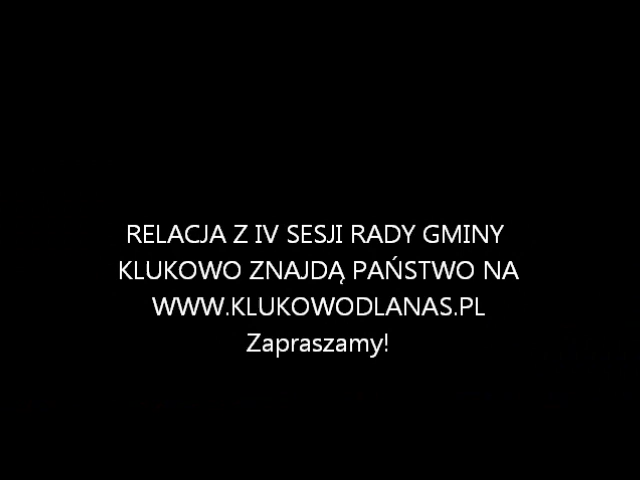 RELACJA Z IV SESJI RADY GMINY
KLUKOWO ZNAJDĄ PAŃSTWO NA
WWW.KLUKOWODLANAS.PL
Zapraszamy!